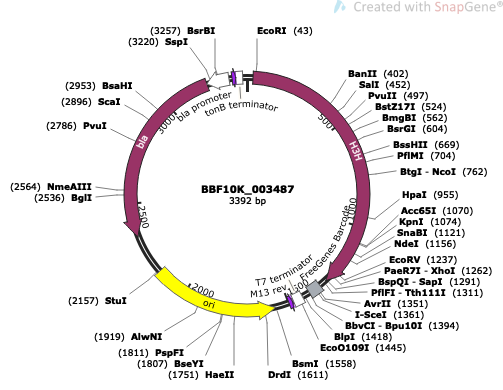 Created with SnapGene®
(3257) BsrBI
(3220) SspI
EcoRI (43)
(2953) BsaHI
(2896) ScaI
(2786) PvuI
(2564) NmeAIII
(2536) BglI
(2157) StuI
(1919) AlwNI
(1811) PspFI
(1807) BseYI
(1751) HaeII
DrdI (1611)
BsmI (1558)
BanII (402)
SalI (452)
PvuII (497)
BstZ17I (524)
BmgBI (562)
BsrGI (604)
BssHII (669)
PflMI (704)
BtgI - NcoI (762)
HpaI (955)
Acc65I (1070)
KpnI (1074)
SnaBI (1121)
NdeI (1156)
EcoRV (1237)
PaeR7I - XhoI (1262)
BspQI - SapI (1291)
PflFI - Tth111I (1311)
AvrII (1351)
I-SceI (1361)
BbvCI - Bpu10I (1394)
BlpI (1418)
EcoO109I (1445)
bla promoter
tonB terminator
bla
H3H
ori
T7 terminator
M13 rev
FreeGenes Barcode
500
1000
1500
2000
2500
3000
BBF10K_003487
3392 bp